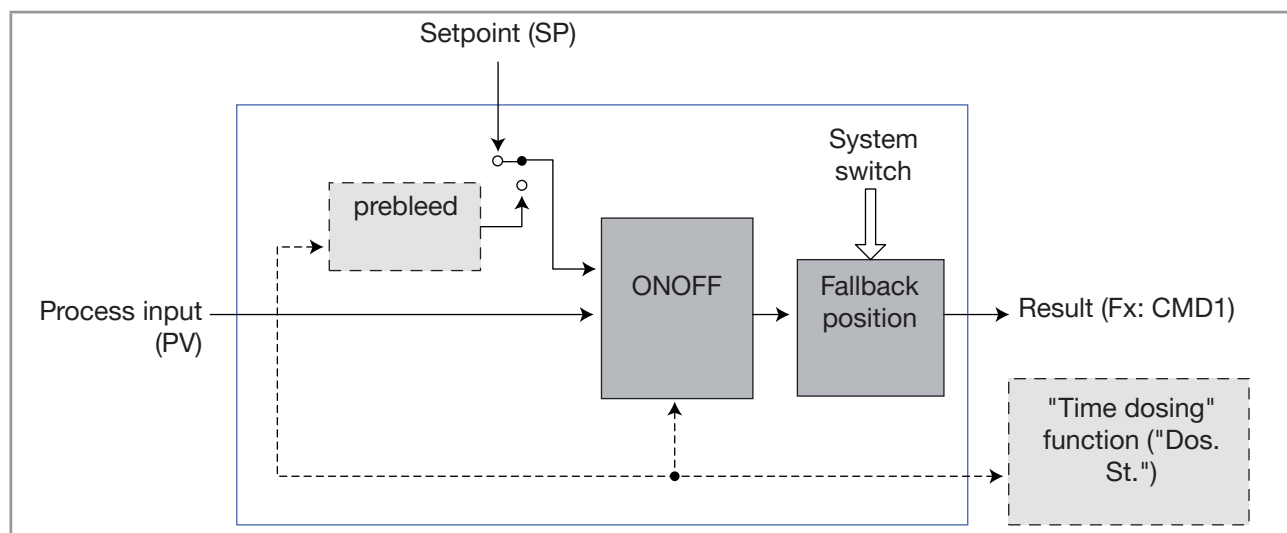 Setpoint (SP)
System
switch
prebleed
ONOFF
Fallback
position
Process input
(PV)
Result (Fx: CMD1)
"Time dosing"
function ("Dos.
St.")